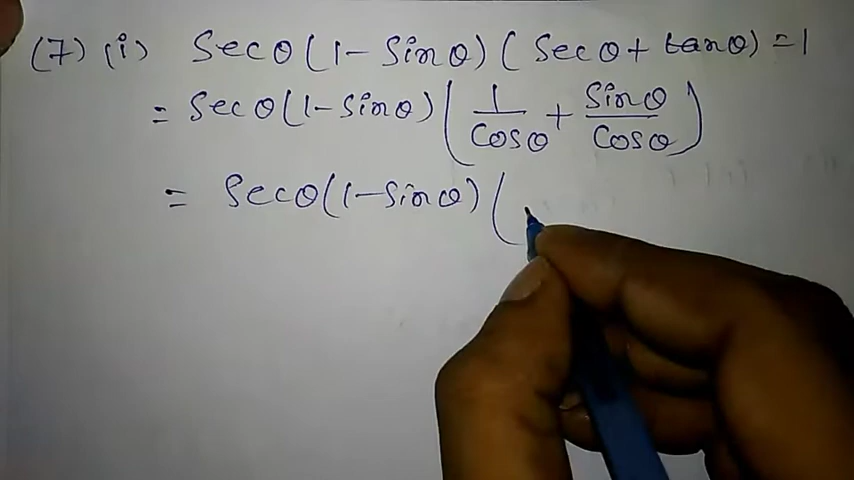 (7) (i) Secθ(1-Sinθ)(Secθ+tanθ)=1
= Secθ(1-Sinθ)(1/Cosθ + Sinθ/Cosθ)
= Secθ(1-Sinθ)(